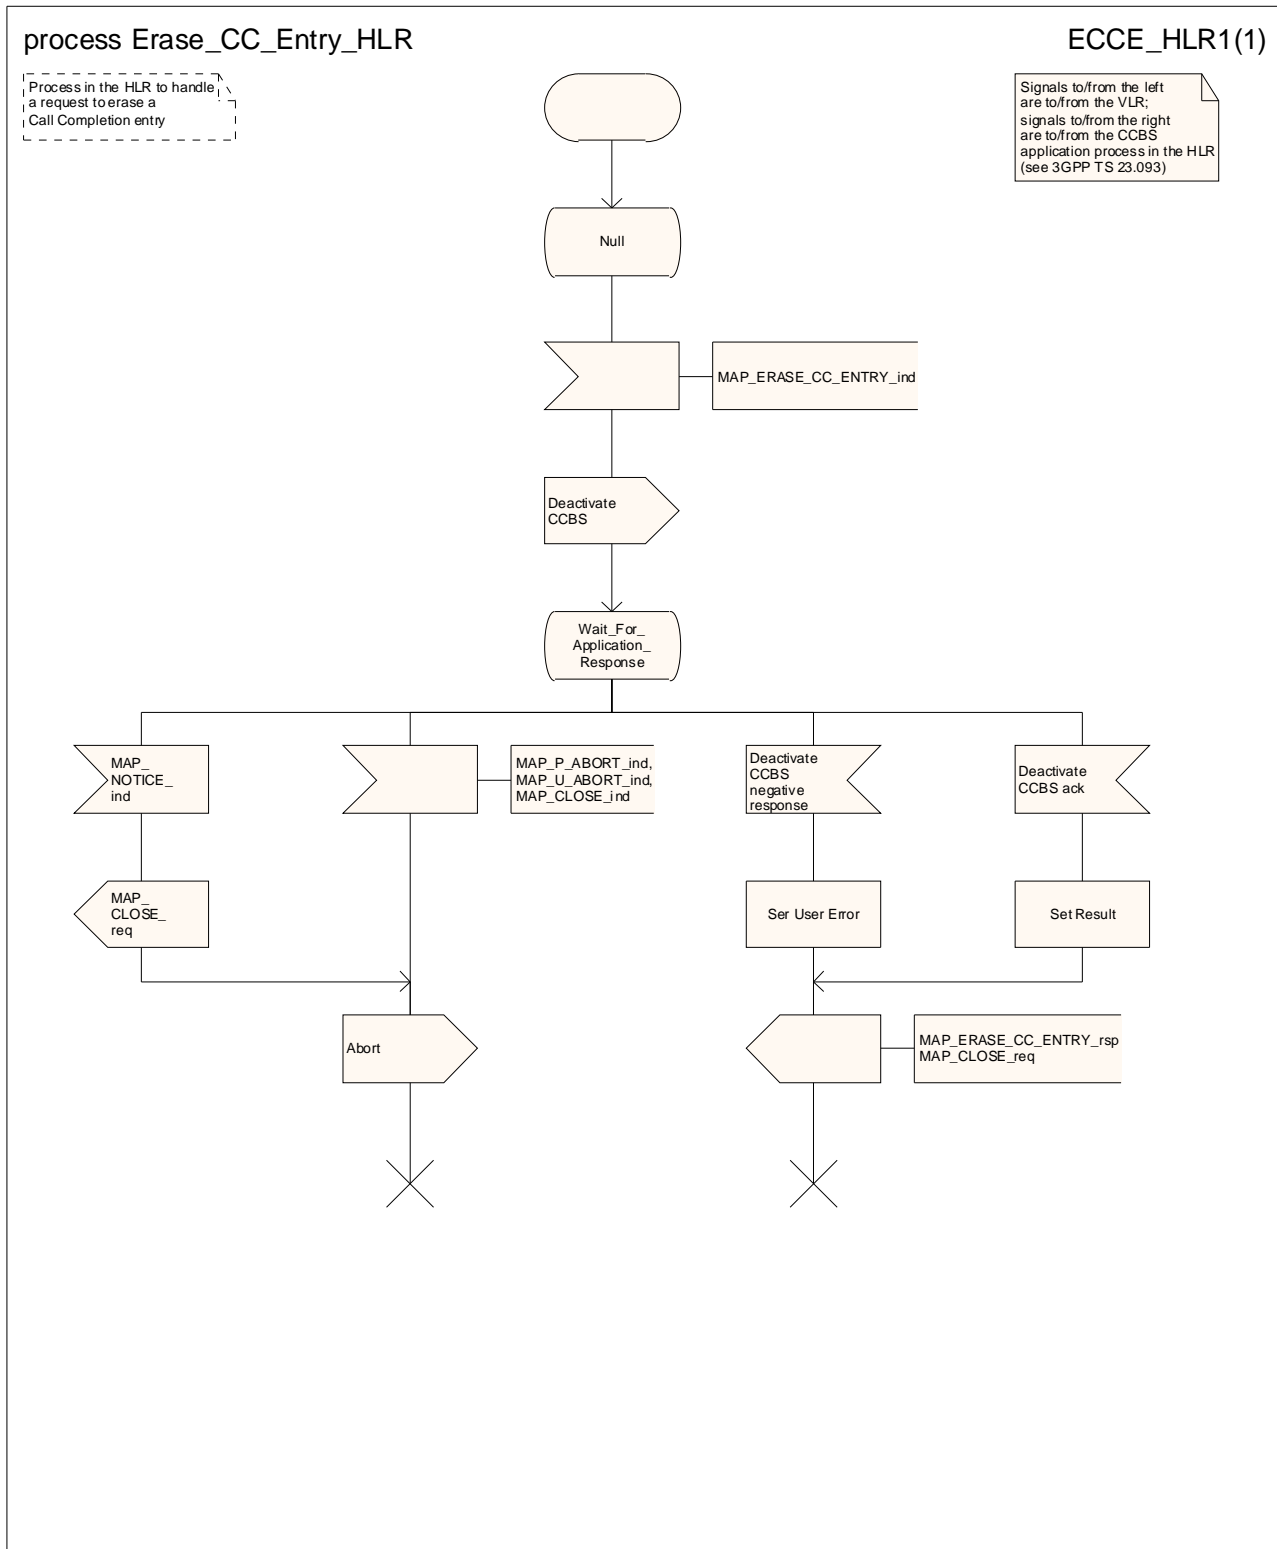 process Erase_CC_Entry_HLR
ECCE_HLR1(1)
Process in the HLR to handle
a request to erase a
Call Completion entry
Signals to/from the left
are to/from the VLR;
signals to/from the right
are to/from the CCBS
application process in the HLR
(see 3GPP TS 23.093)
Null
MAP_ERASE_CC_ENTRY_ind
Deactivate
CCBS
Wait_For_
Application_
Response
MAP_
NOTICE_
ind
MAP_P_ABORT_ind,
MAP_U_ABORT_ind,
MAP_CLOSE_ind
Deactivate
CCBS
negative
response
Deactivate
CCBS ack
MAP_
CLOSE_
req
Ser User Error
Set Result
Abort
MAP_ERASE_CC_ENTRY_rsp
MAP_CLOSE_req